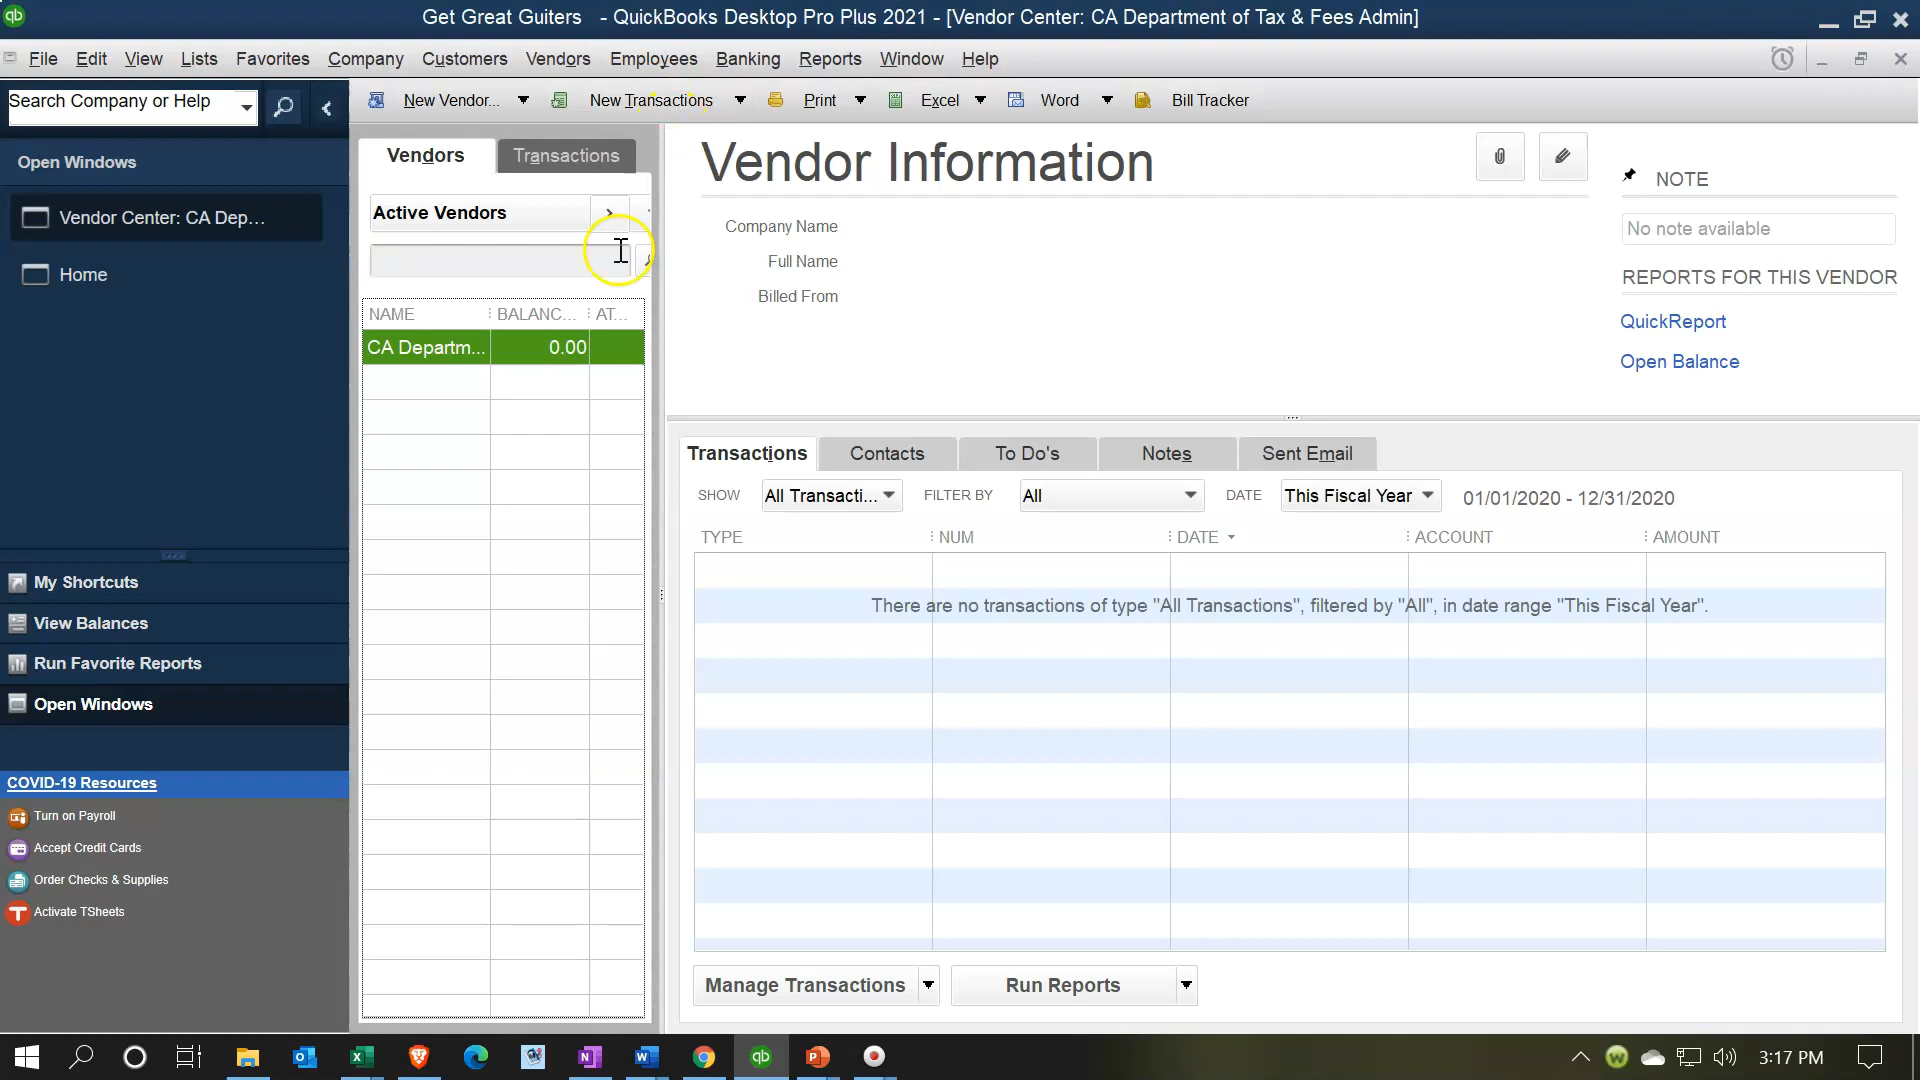 qb
Get Great Guiters - QuickBooks Desktop Pro Plus 2021 - [Vendor Center: CA Department of Tax & Fees Admin]
File Edit View Lists Favorites Company Customers Vendors Employees Banking Reports Window Help
Search Company or Help
New Vendor... New Transactions Print Excel Word Bill Tracker
Open Windows
Vendor Center: CA Dep...
Home
My Shortcuts
View Balances
Run Favorite Reports
Open Windows
COVID-19 Resources
Turn on Payroll
Accept Credit Cards
Order Checks & Supplies
Activate TSheets
Vendors Transactions
Active Vendors
NAME BALANC... AT...
CA Departm... 0.00
Vendor Information
Company Name
Full Name
Billed From
NOTE
No note available
REPORTS FOR THIS VENDOR
QuickReport
Open Balance
Transactions Contacts To Do's Notes Sent Email
SHOW All Transacti... FILTER BY All DATE This Fiscal Year 01/01/2020 - 12/31/2020
TYPE NUM DATE ACCOUNT AMOUNT
There are no transactions of type "All Transactions", filtered by "All", in date range "This Fiscal Year".
Manage Transactions Run Reports
3:17 PM